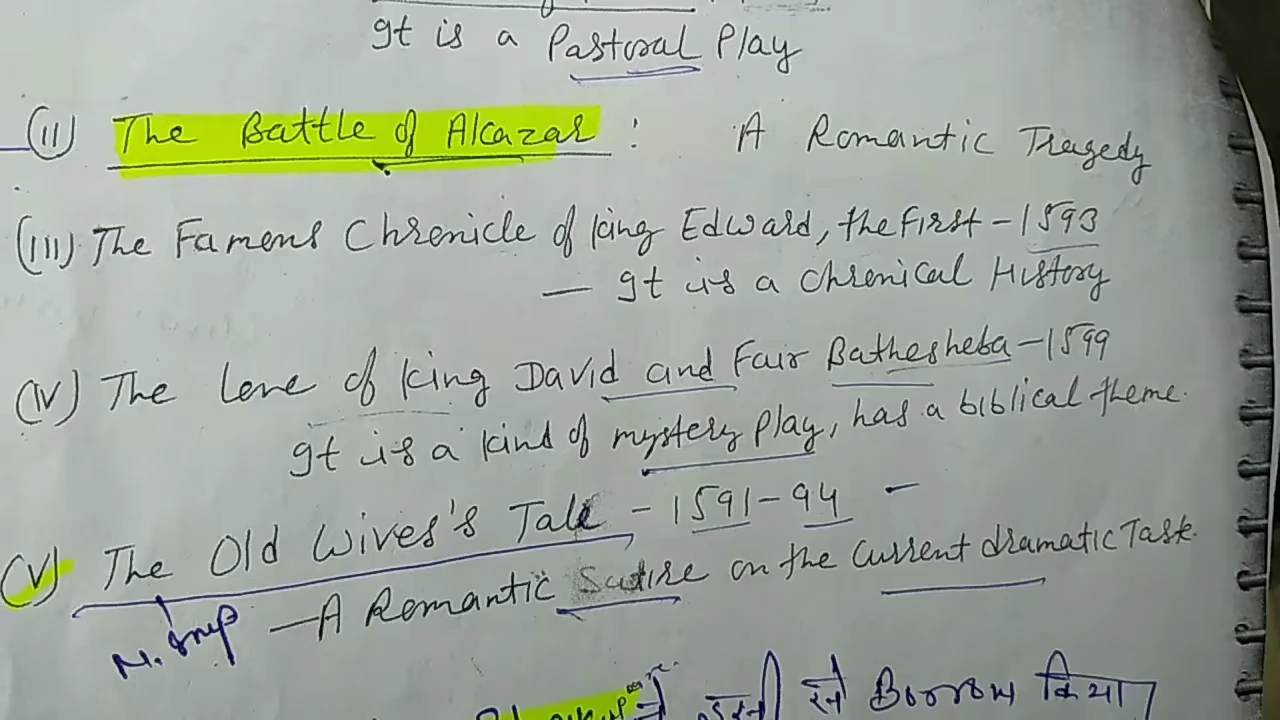 It is a Pastoral Play
(II) The Battle of Alcazar : A Romantic Tragedy
(III) The Famous Chronicle of King Edward, the First - 1593
— It is a Chronical History
(IV) The Love of King David and Fair Bathesheba - 1599
It is a kind of mystery Play, has a biblical theme.
(V) The Old Wives's Tale - 1591-94 —
— A Romantic Satire on the Current dramatic Task.
M. Imp
ने इसी से Borrow किया